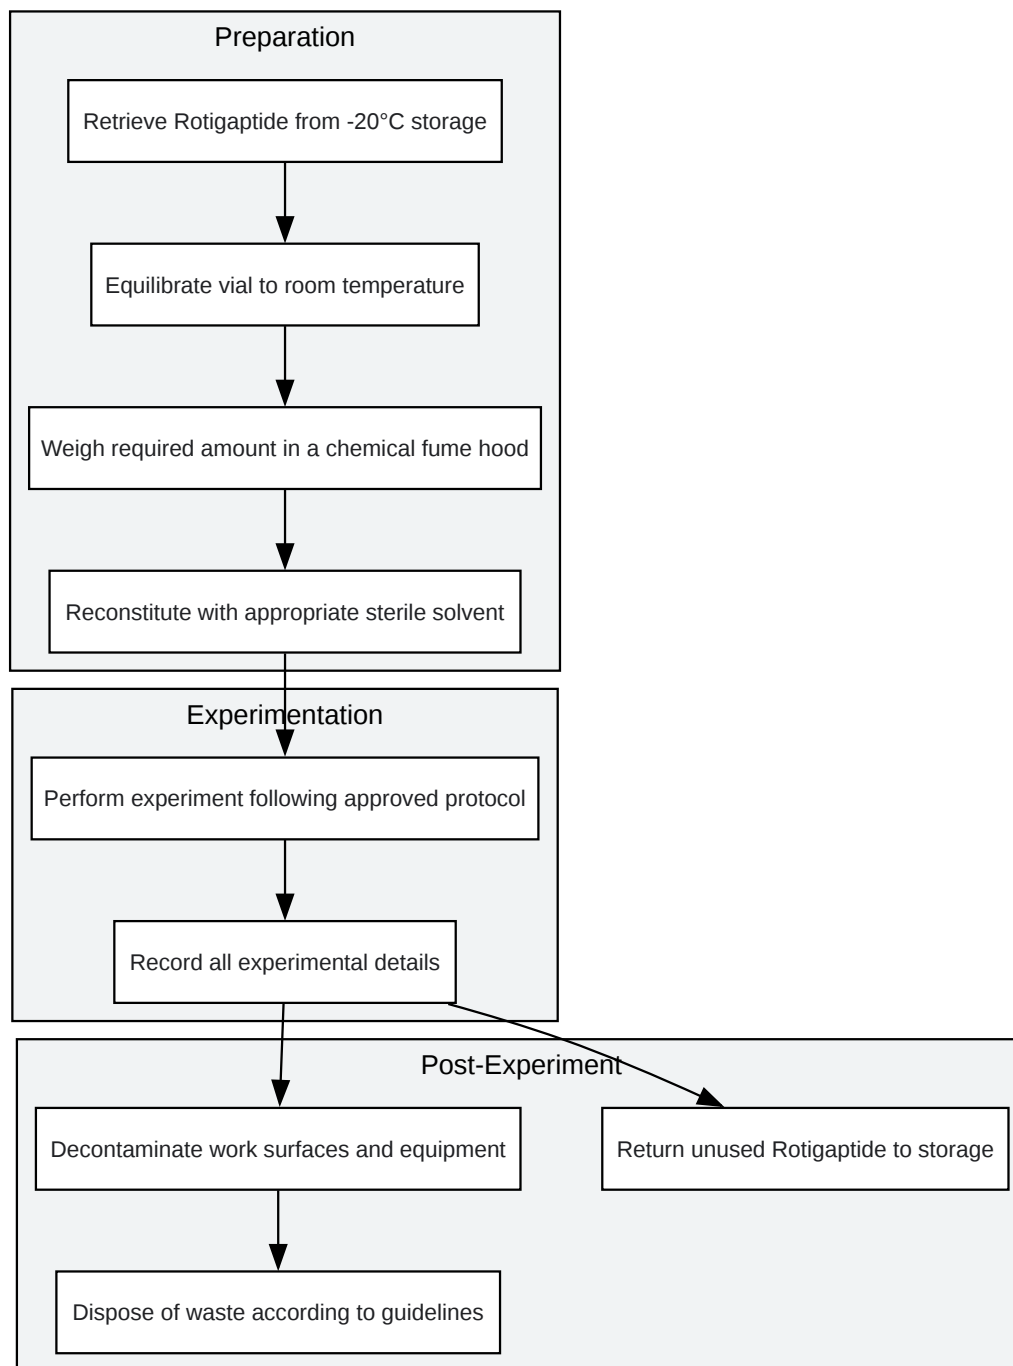 Preparation
Retrieve Rotigaptide from -20°C storage
Equilibrate vial to room temperature
Weigh required amount in a chemical fume hood
Reconstitute with appropriate sterile solvent
Experimentation
Perform experiment following approved protocol
Record all experimental details
Post-Experiment
Decontaminate work surfaces and equipment
Return unused Rotigaptide to storage
Dispose of waste according to guidelines